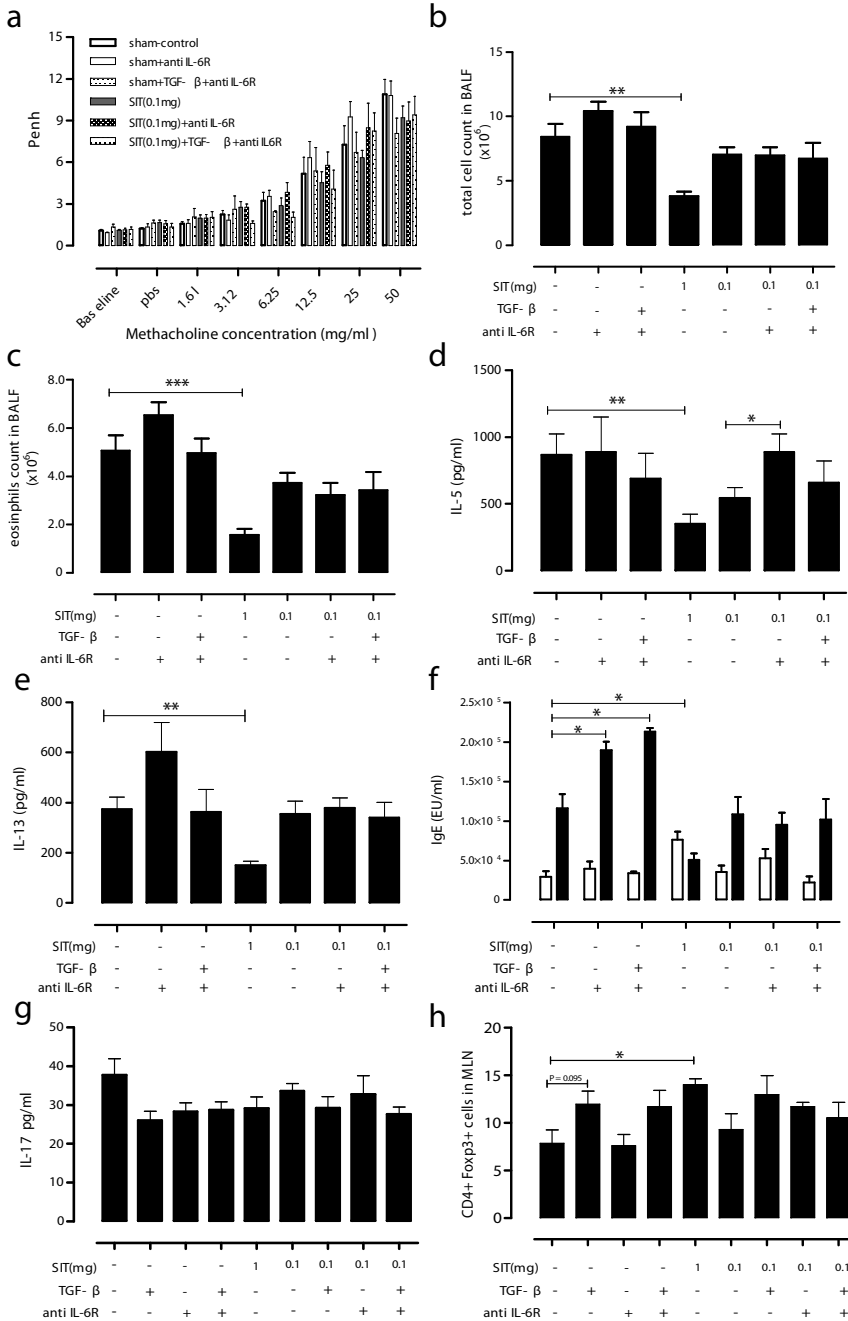 a
sham-control
sham+anti IL-6R
sham+TGF- β+anti IL-6R
SIT(0.1mg)
SIT(0.1mg)+anti IL-6R
SIT(0.1mg)+TGF- β+anti IL6R
Penh
15
12
9
6
3
0
Bas eline
pbs
1.6 l
3.12
6.25
12.5
25
50
Methacholine concentration (mg/ml )
b
total cell count in BALF
(x10⁶)
15
10
5
0
**
SIT(mg) - - - 1 0.1 0.1 0.1
TGF- β - - + - - - +
anti IL-6R - + + - - + +
c
eosinphils count in BALF
(x10⁶)
8.0
6.0
4.0
2.0
0
***
SIT(mg) - - - 1 0.1 0.1 0.1
TGF- β - - + - - - +
anti IL-6R - + + - - + +
d
IL-5 (pg/ml)
1500
1000
500
0
**
*
SIT(mg) - - - 1 0.1 0.1 0.1
TGF- β - - + - - - +
anti IL-6R - + + - - + +
e
IL-13 (pg/ml)
800
600
400
200
0
**
SIT(mg) - - - 1 0.1 0.1 0.1
TGF- β - - + - - - +
anti IL-6R - + + - - + +
f
IgE (EU/ml)
2.5×10 ⁵
2.0×10 ⁵
1.5×10 ⁵
1.0×10 ⁵
5.0×10 ⁴
0
*
*
*
SIT(mg) - - - 1 0.1 0.1 0.1
TGF- β - - + - - - +
anti IL-6R - + + - - + +
g
IL-17 pg/ml
50
40
30
20
10
0
SIT(mg) - - - - 1 0.1 0.1 0.1 0.1
TGF- β - + - + - - + - +
anti IL-6R - - + + - - - + +
h
CD4+ Foxp3+ cells in MLN
20
15
10
5
0
*
P = 0.095
SIT(mg) - - - - 1 0.1 0.1 0.1 0.1
TGF- β - + - + - - + - +
anti IL-6R - - + + - - - + +